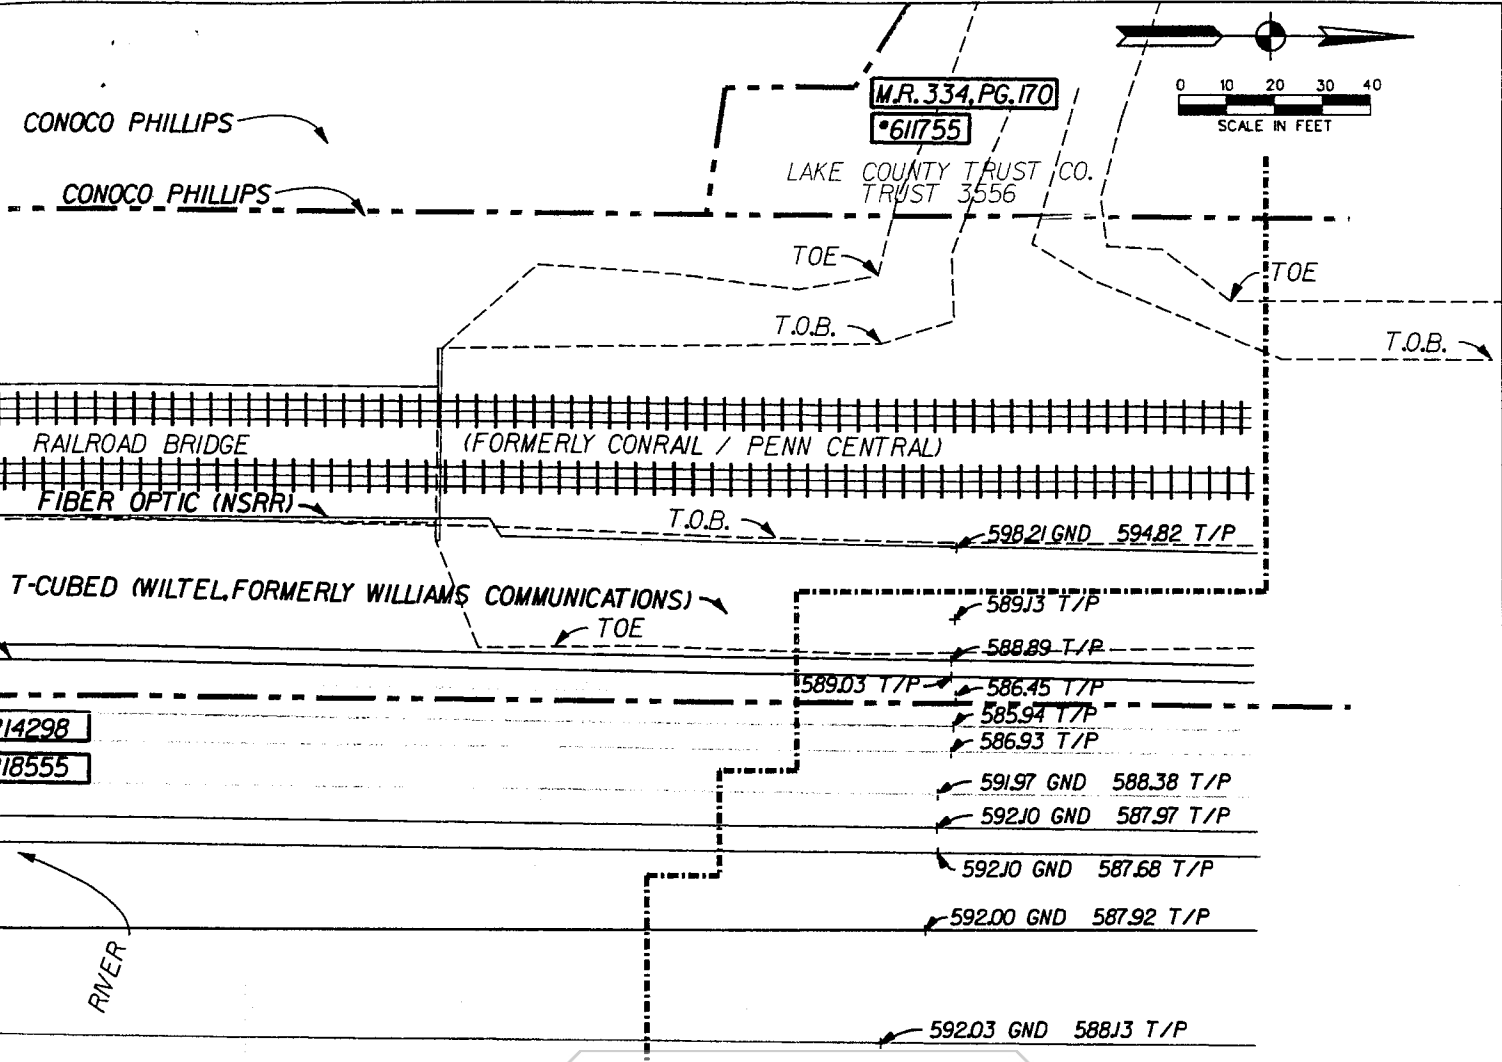 M.R. 334, PG. 170
*611755
0 10 20 30 40
SCALE IN FEET
CONOCO PHILLIPS
LAKE COUNTY TRUST CO.
TRUST 3556
CONOCO PHILLIPS
TOE
TOE
T.O.B.
T.O.B.
RAILROAD BRIDGE (FORMERLY CONRAIL / PENN CENTRAL)
FIBER OPTIC (NSRR)
T.O.B.
598.21 GND 594.82 T/P
T-CUBED (WILTEL, FORMERLY WILLIAMS COMMUNICATIONS)
589.13 T/P
TOE
588.89 T/P
589.03 T/P
586.45 T/P
585.94 T/P
14298
586.93 T/P
18555
591.97 GND 588.38 T/P
592.10 GND 587.97 T/P
592.10 GND 587.68 T/P
592.00 GND 587.92 T/P
RIVER
592.03 GND 588.13 T/P